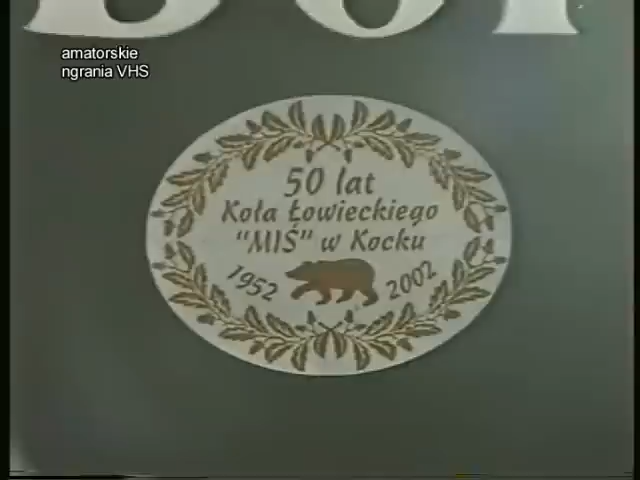 amatorskie
ngrania VHS
50 lat
Koła Łowieckiego
"MIŚ" w Kocku
1952 2002